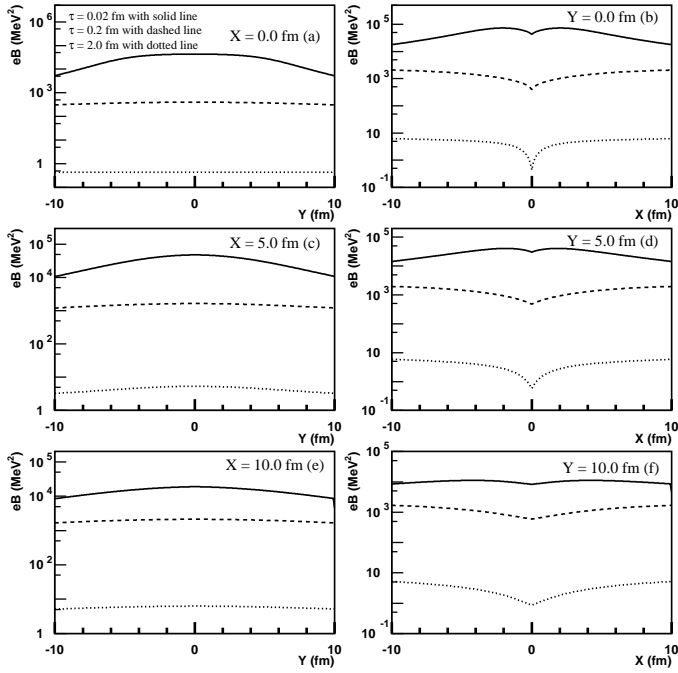 eB (MeV²)
10⁶
10³
1
τ = 0.02 fm with solid line
τ = 0.2 fm with dashed line
τ = 2.0 fm with dotted line
X = 0.0 fm (a)
-10 0 10
Y (fm)
eB (MeV²)
10⁵
10³
10
10⁻¹
Y = 0.0 fm (b)
-10 0 10
X (fm)
eB (MeV²)
10⁵
10⁴
10²
1
X = 5.0 fm (c)
-10 0 10
Y (fm)
eB (MeV²)
10⁵
10³
10
10⁻¹
Y = 5.0 fm (d)
-10 0 10
X (fm)
eB (MeV²)
10⁵
10⁴
10²
1
X = 10.0 fm (e)
-10 0 10
Y (fm)
eB (MeV²)
10⁵
10³
10
10⁻¹
Y = 10.0 fm (f)
-10 0 10
X (fm)